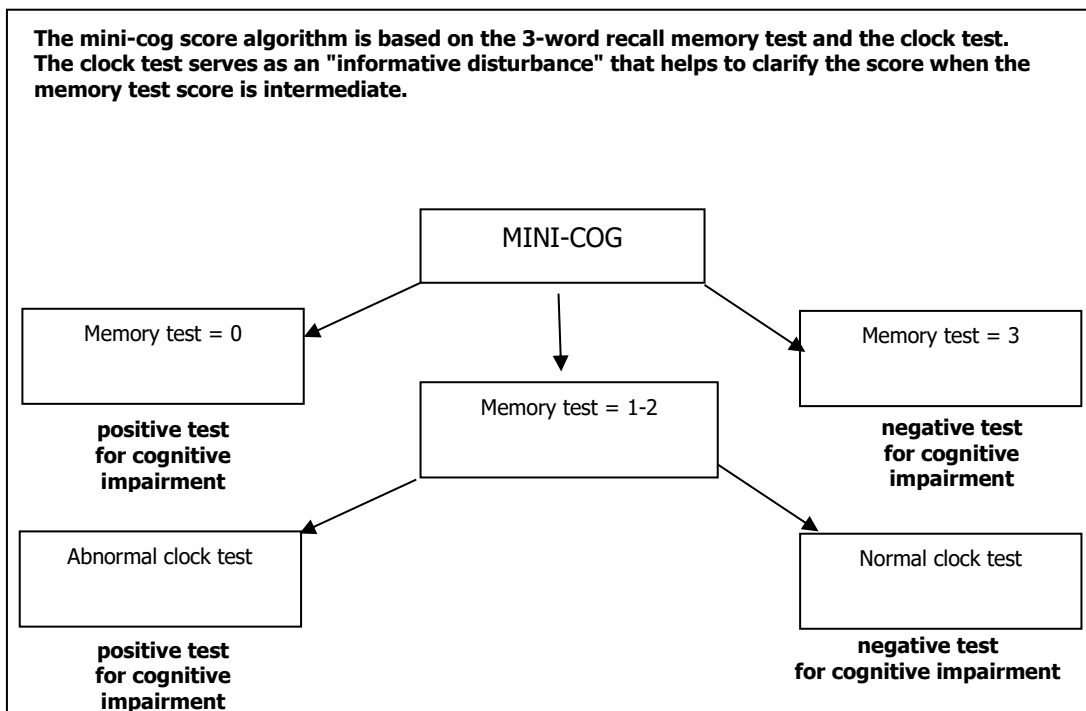 The mini-cog score algorithm is based on the 3-word recall memory test and the clock test.
The clock test serves as an "informative disturbance" that helps to clarify the score when the
memory test score is intermediate.
MINI-COG
Memory test = 0
Memory test = 3
Memory test = 1-2
positive test
for cognitive
impairment
negative test
for cognitive
impairment
Abnormal clock test
Normal clock test
positive test
for cognitive
impairment
negative test
for cognitive impairment